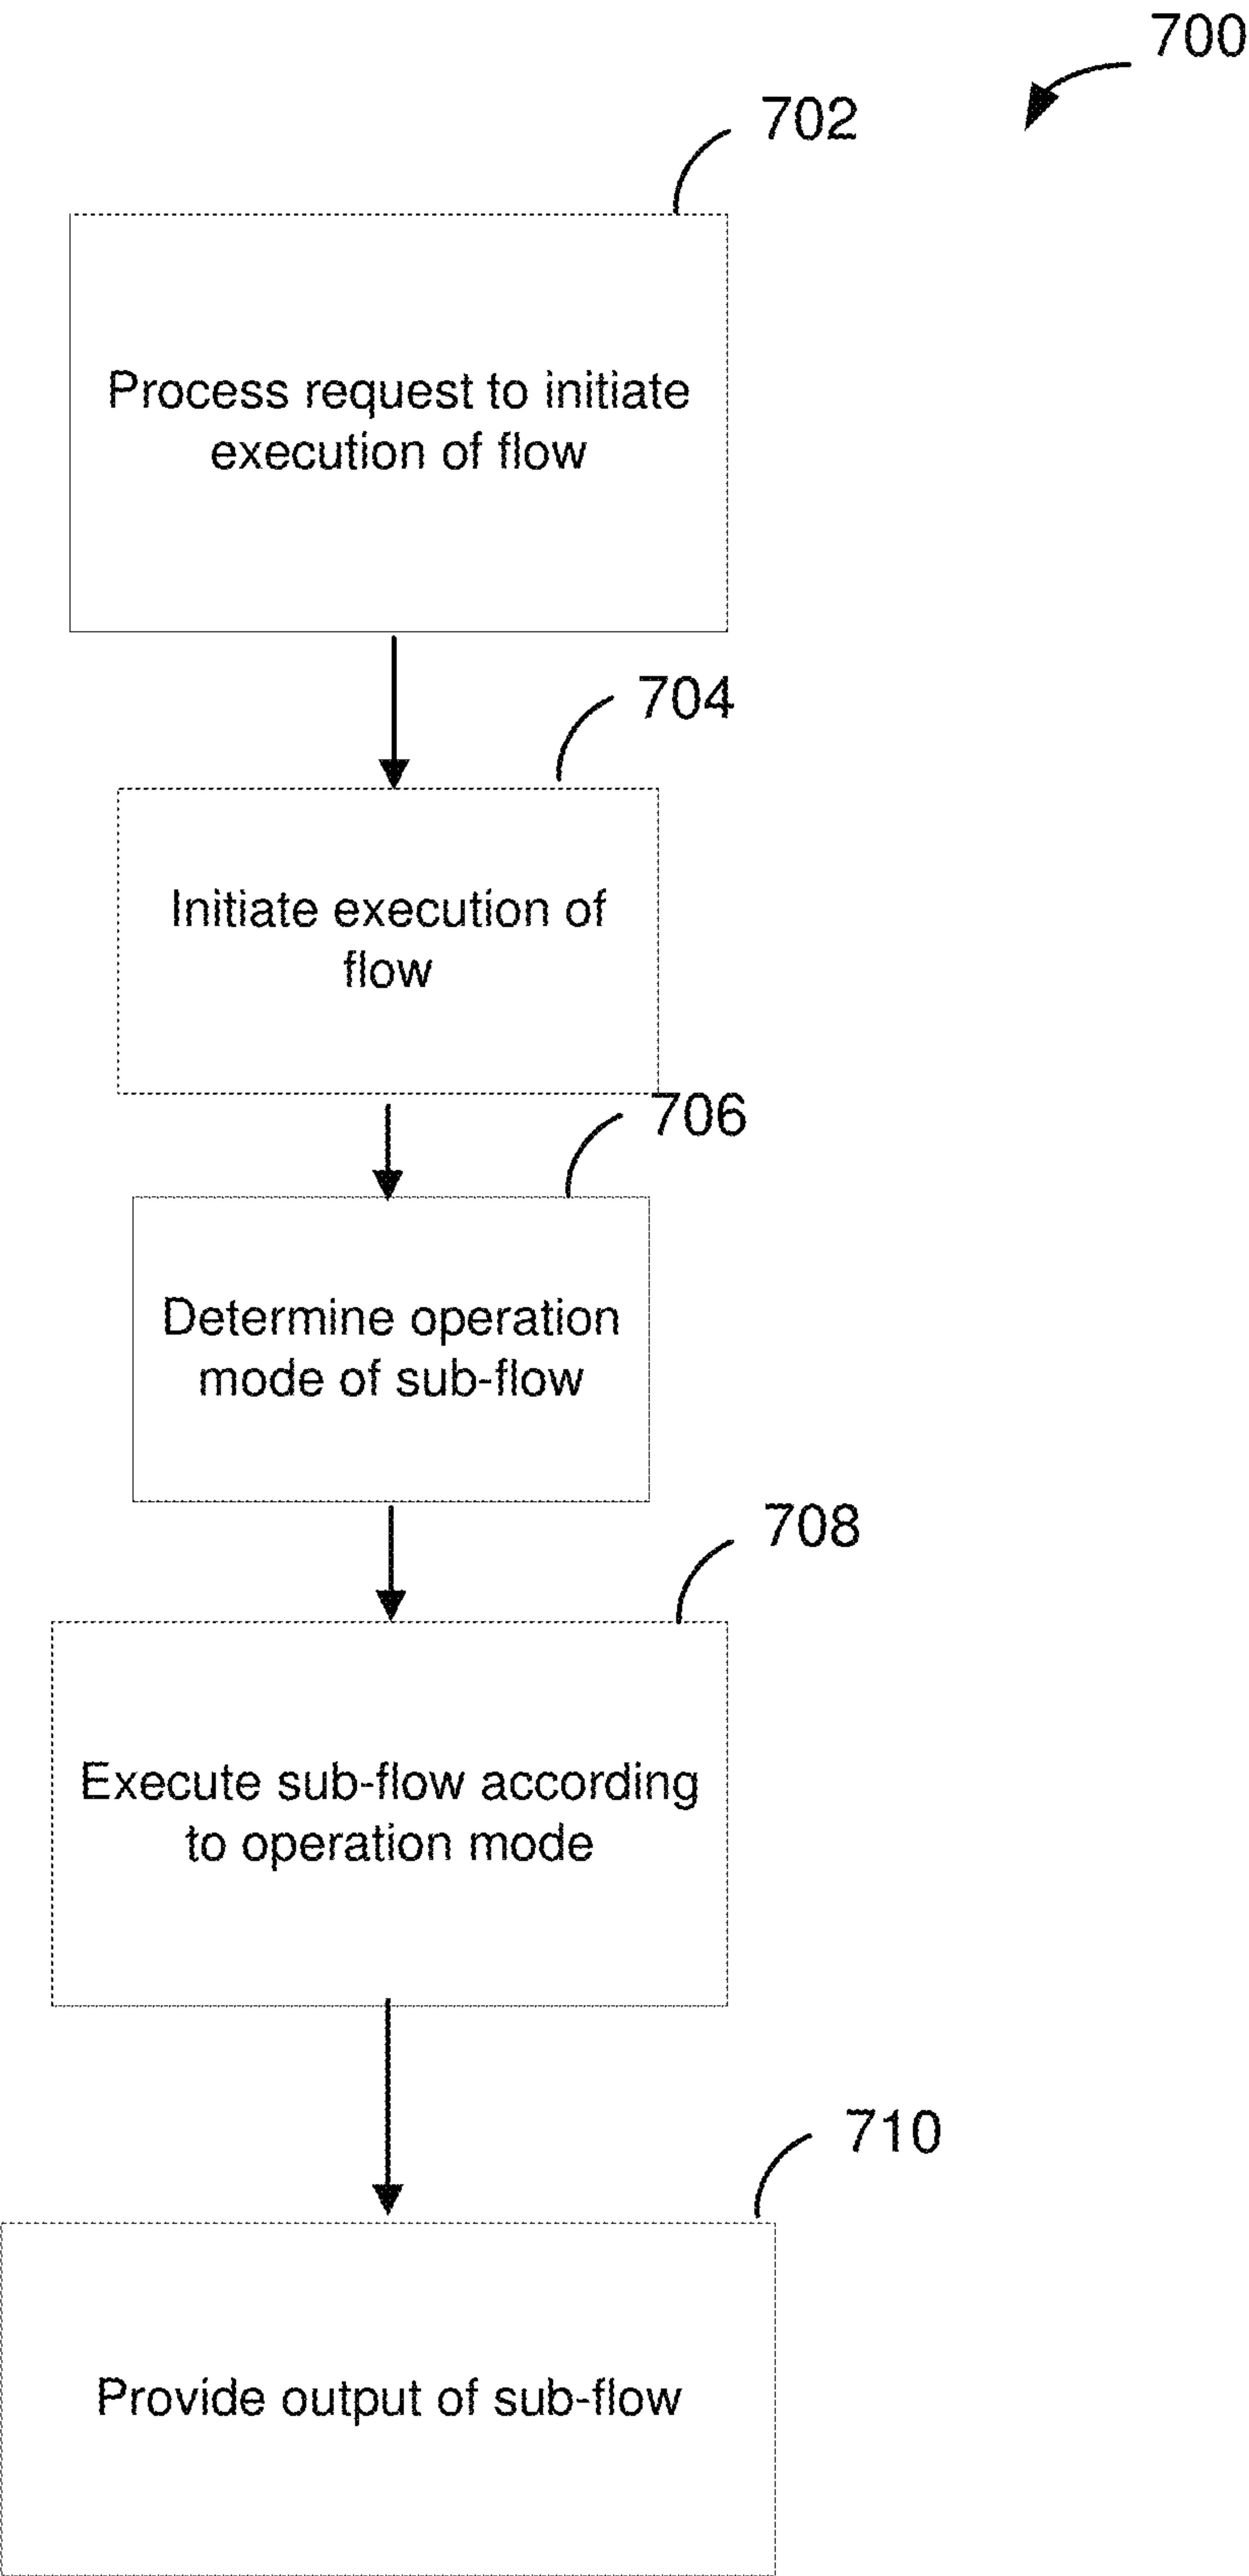 700
702
Process request to initiate
execution of flow
704
Initiate execution of
flow
706
Determine operation
mode of sub-flow
708
Execute sub-flow according
to operation mode
710
Provide output of sub-flow